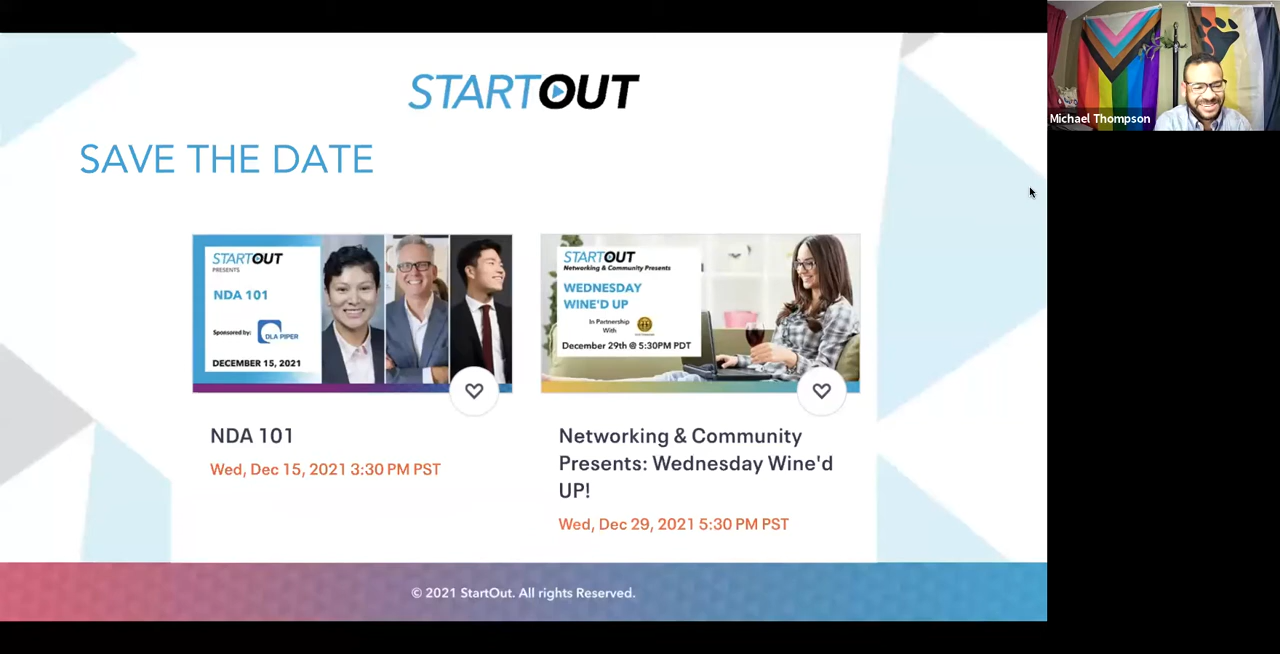 STARTOUT
Michael Thompson
SAVE THE DATE
STARTOUT
PRESENTS
NDA 101
Sponsored by:
DLA PIPER
DECEMBER 15, 2021
STARTOUT
Networking & Community Presents
WEDNESDAY
WINE'D UP
In Partnership
With
December 29th @ 5:30PM PDT
NDA 101
Wed, Dec 15, 2021 3:30 PM PST
Networking & Community
Presents: Wednesday Wine'd
UP!
Wed, Dec 29, 2021 5:30 PM PST
© 2021 StartOut. All rights Reserved.